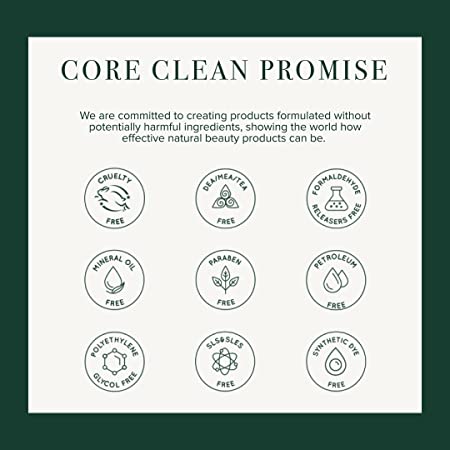 CORE CLEAN PROMISE
We are committed to creating products formulated without
potentially harmful ingredients, showing the world how
effective natural beauty products can be.
CRUELTY
FREE
DEA/MEA/TEA
FREE
FORMALDEHYDE
RELEASERS FREE
MINERAL OIL
FREE
PARABEN
FREE
PETROLEUM
FREE
POLYETHYLENE
GLYCOL FREE
SLS& SLES
FREE
SYNTHETIC DYE
FREE